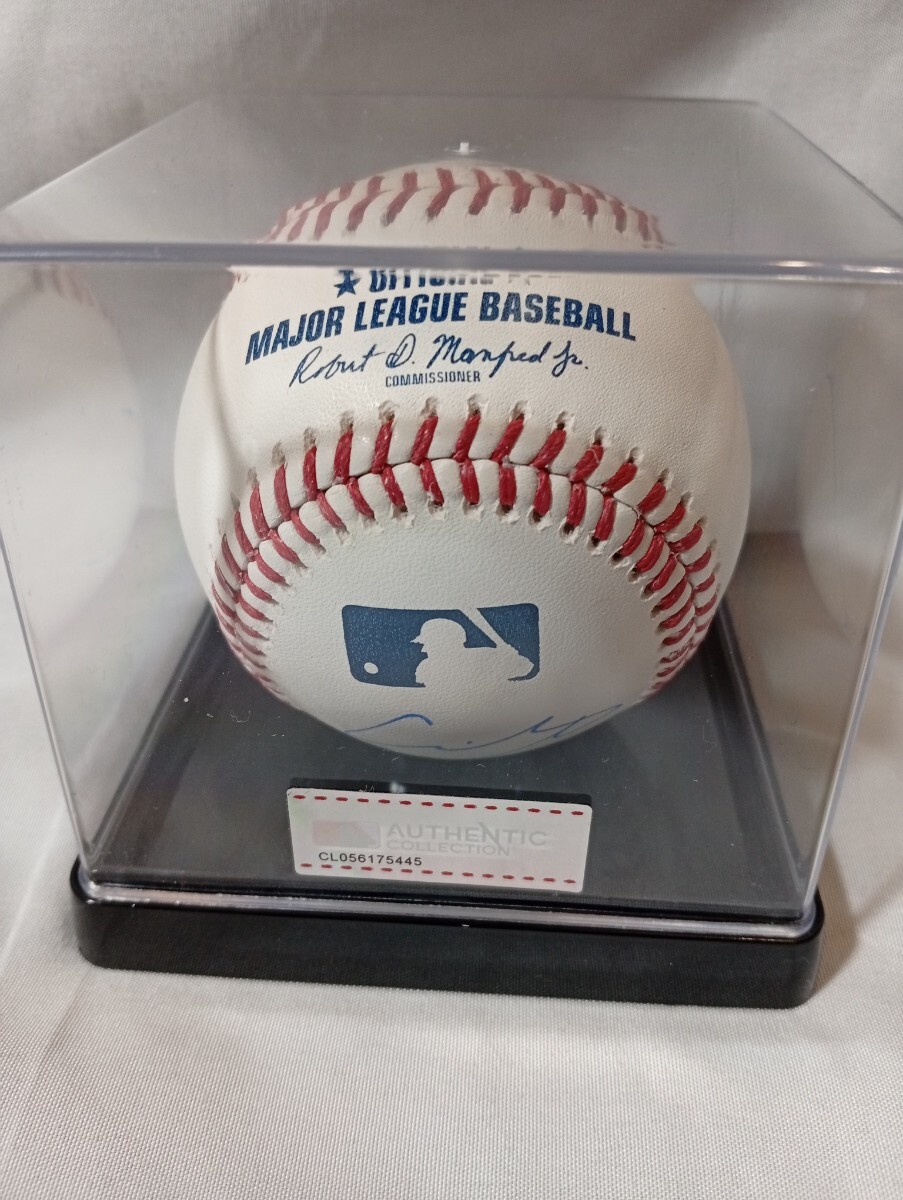 OFFICIAL
MAJOR LEAGUE BASEBALL
Robert D. Manfred Jr.
COMMISSIONER
AUTHENTIC
COLLECTION
CL056175445